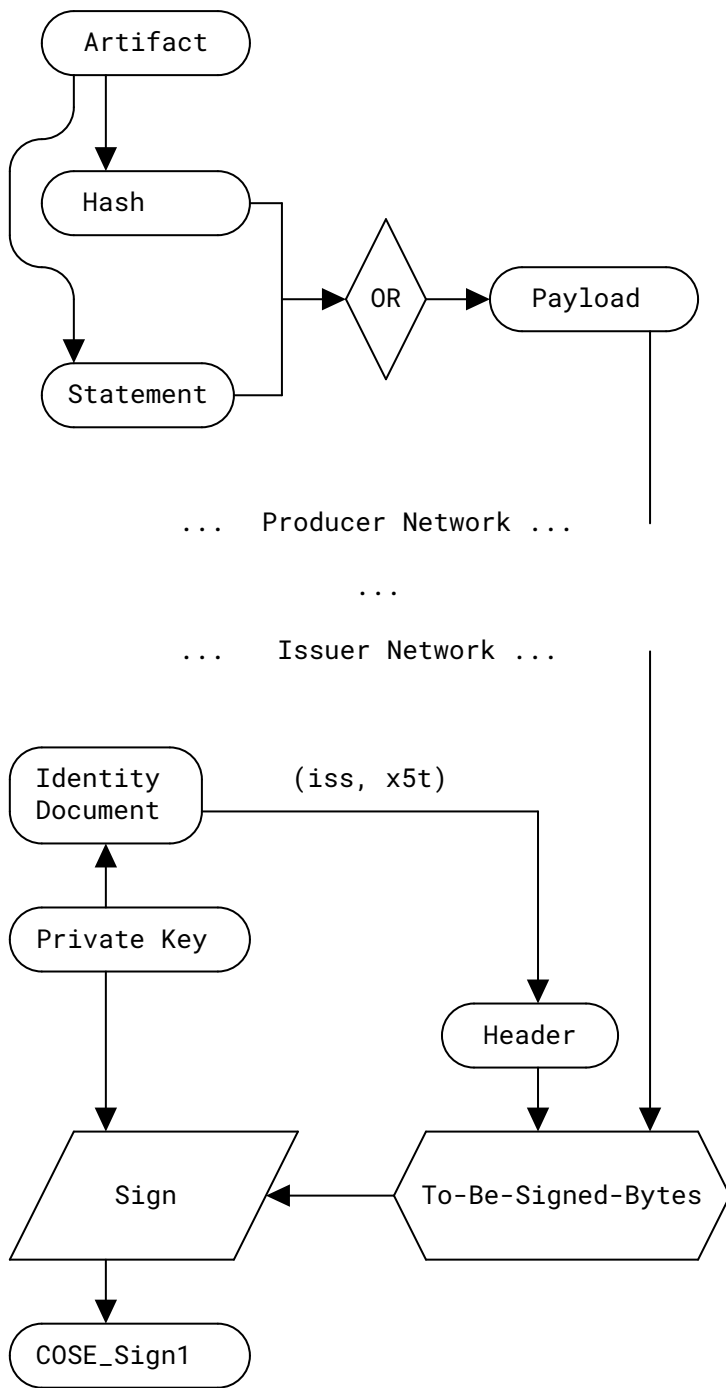 Artifact
Hash
OR
Payload
Statement
... Producer Network ...
...
... Issuer Network ...
Identity
Document
(iss, x5t)
Private Key
Header
Sign
To-Be-Signed-Bytes
COSE_Sign1